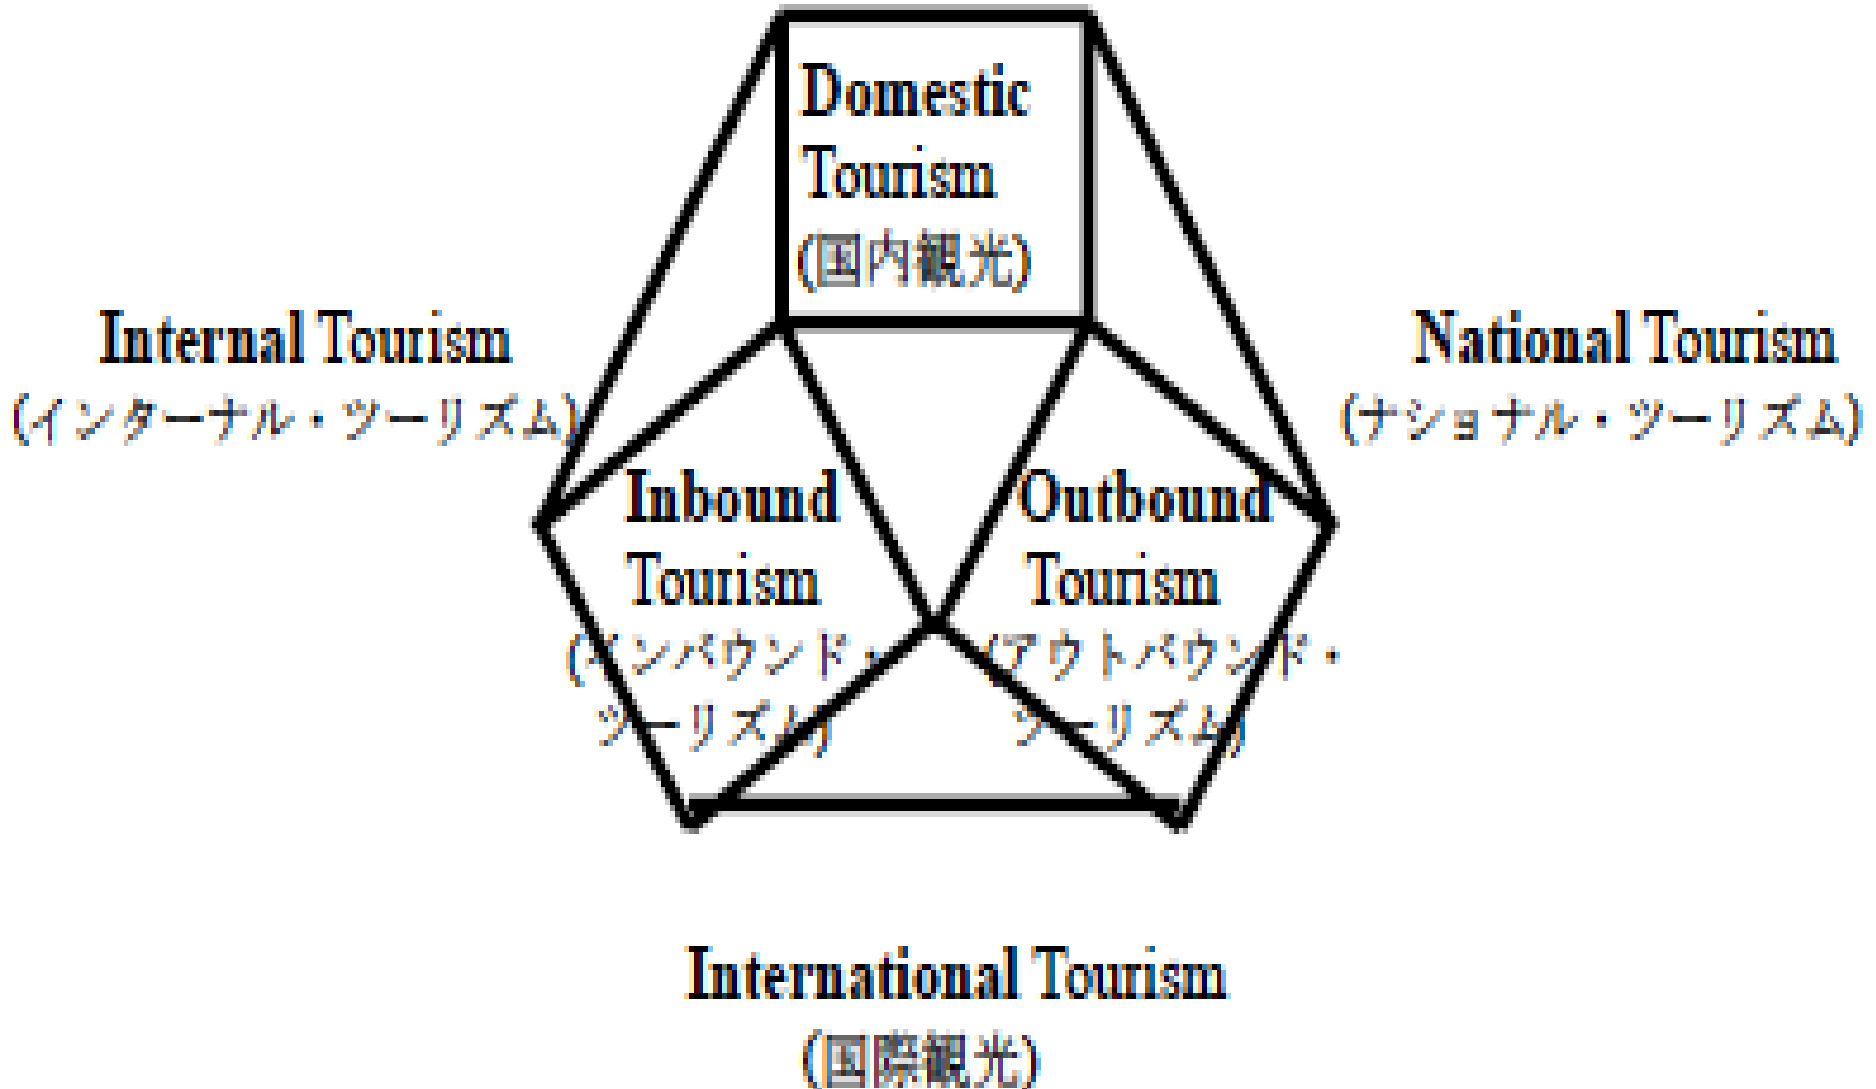 Domestic
Tourism
(国内観光)
Internal Tourism
(インターナル・ツーリズム)
National Tourism
(ナショナル・ツーリズム)
Inbound
Tourism
(インバウンド・
ツーリズム)
Outbound
Tourism
(アウトバウンド・
ツーリズム)
International Tourism
(国際観光)